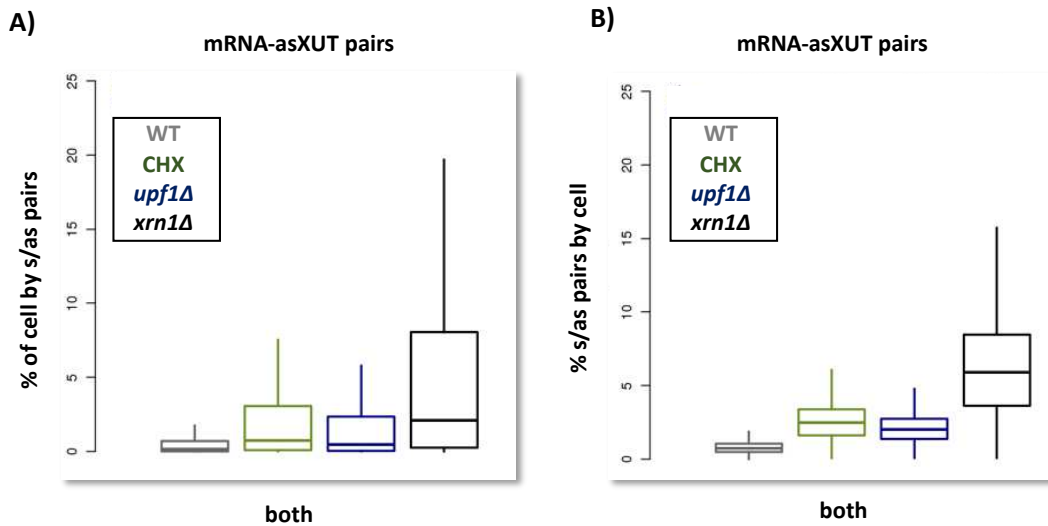 A)
mRNA-asXUT pairs
% of cell by s/as pairs
25
20
15
10
5
0
WT
CHX
upf1Δ
xrn1Δ
both
B)
mRNA-asXUT pairs
% s/as pairs by cell
25
20
15
10
5
0
WT
CHX
upf1Δ
xrn1Δ
both